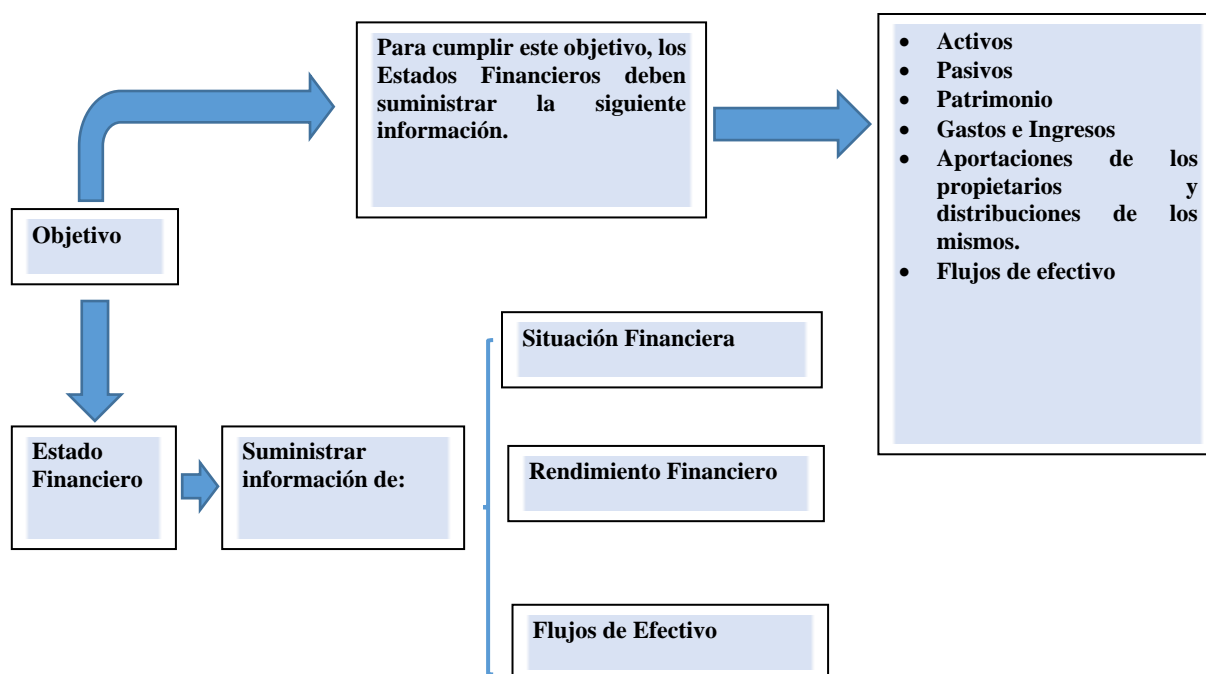 Para cumplir este objetivo, los
Estados Financieros deben
suministrar la siguiente
información.
• Activos
• Pasivos
• Patrimonio
• Gastos e Ingresos
• Aportaciones de los
propietarios y
distribuciones de los
mismos.
• Flujos de efectivo
Objetivo
Situación Financiera
Estado
Financiero
Suministrar
información de:
Rendimiento Financiero
Flujos de Efectivo